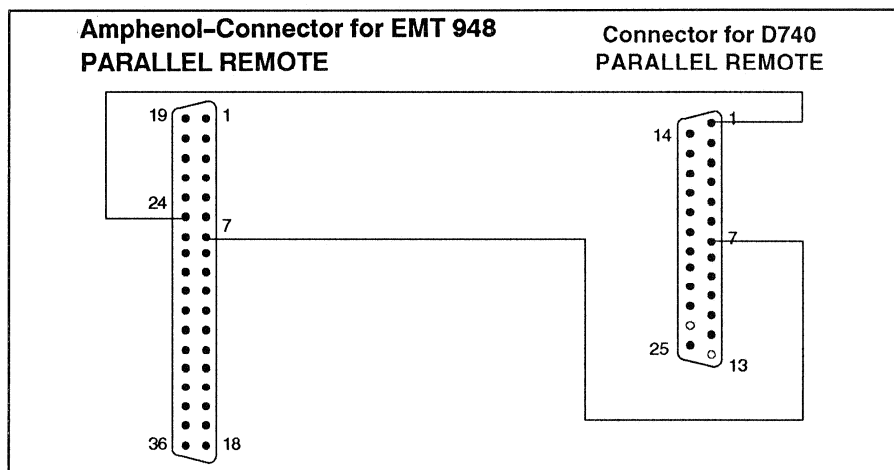 Amphenol-Connector for EMT 948
PARALLEL REMOTE
Connector for D740
PARALLEL REMOTE
19
1
24
7
36
18
1
14
7
25
13